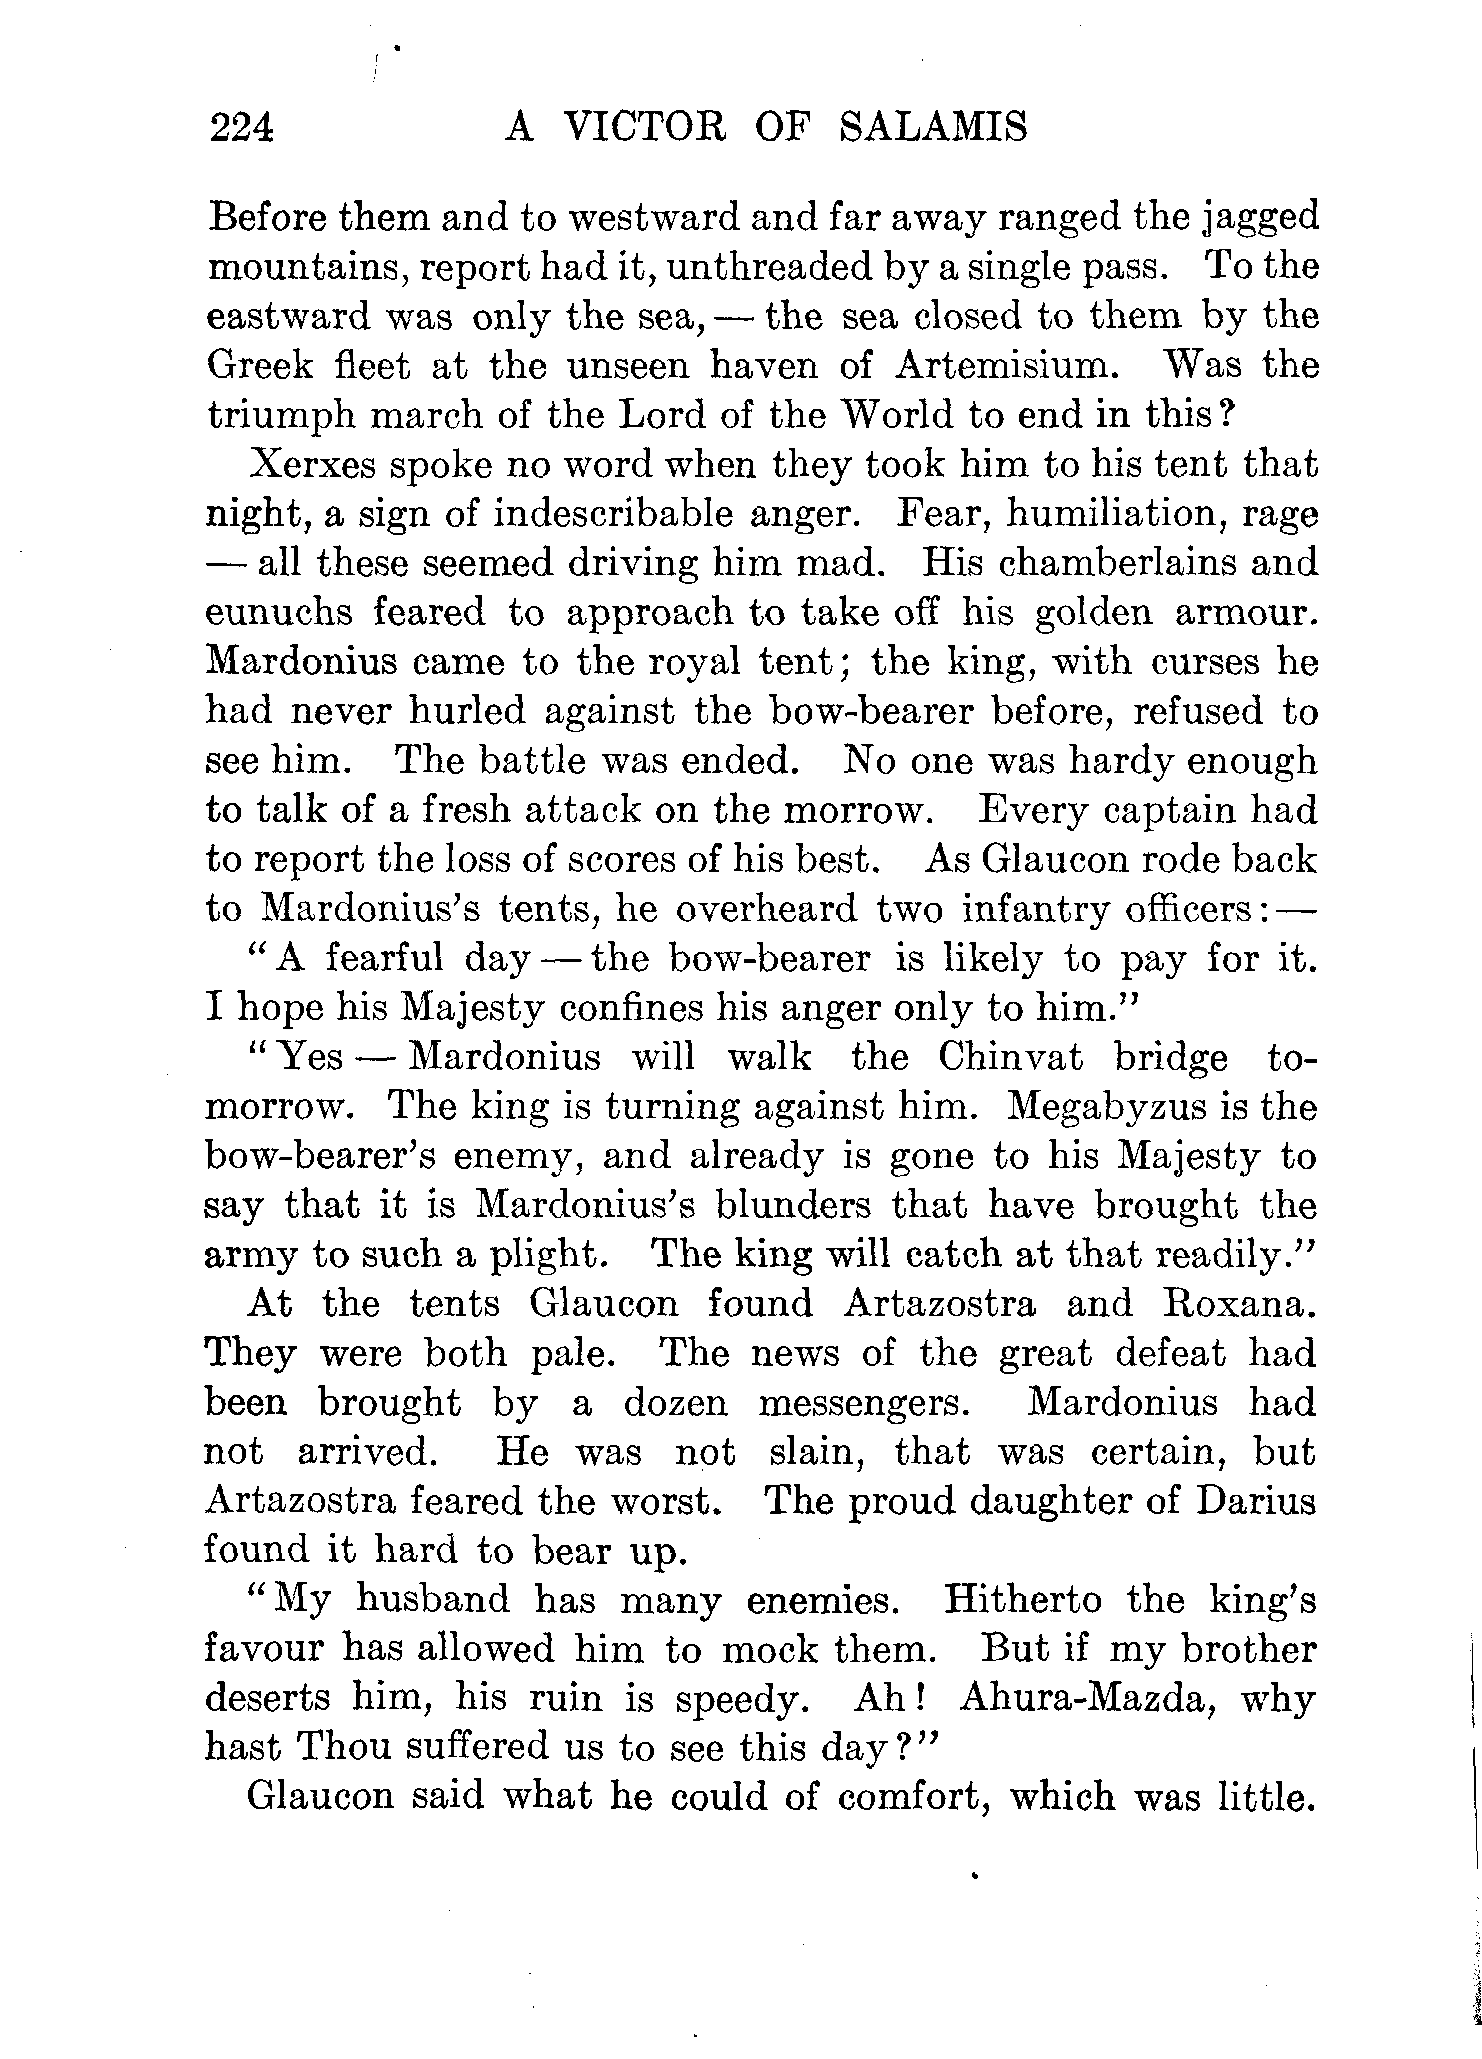 224 A VICTOR OF SALAMIS
Before them and to westward and far away ranged the jagged
mountains, report had it, unthreaded by a single pass. To the
eastward was only the sea, — the sea closed to them by the
Greek fleet at the unseen haven of Artemisium. Was the
triumph march of the Lord of the World to end in this?
Xerxes spoke no word when they took him to his tent that
night, a sign of indescribable anger. Fear, humiliation, rage
— all these seemed driving him mad. His chamberlains and
eunuchs feared to approach to take off his golden armour.
Mardonius came to the royal tent; the king, with curses he
had never hurled against the bow-bearer before, refused to
see him. The battle was ended. No one was hardy enough
to talk of a fresh attack on the morrow. Every captain had
to report the loss of scores of his best. As Glaucon rode back
to Mardonius's tents, he overheard two infantry officers: —
"A fearful day — the bow-bearer is likely to pay for it.
I hope his Majesty confines his anger only to him."
"Yes — Mardonius will walk the Chinvat bridge to-
morrow. The king is turning against him. Megabyzus is the
bow-bearer's enemy, and already is gone to his Majesty to
say that it is Mardonius's blunders that have brought the
army to such a plight. The king will catch at that readily."
At the tents Glaucon found Artazostra and Roxana.
They were both pale. The news of the great defeat had
been brought by a dozen messengers. Mardonius had
not arrived. He was not slain, that was certain, but
Artazostra feared the worst. The proud daughter of Darius
found it hard to bear up.
"My husband has many enemies. Hitherto the king's
favour has allowed him to mock them. But if my brother
deserts him, his ruin is speedy. Ah! Ahura-Mazda, why
hast Thou suffered us to see this day?"
Glaucon said what he could of comfort, which was little.